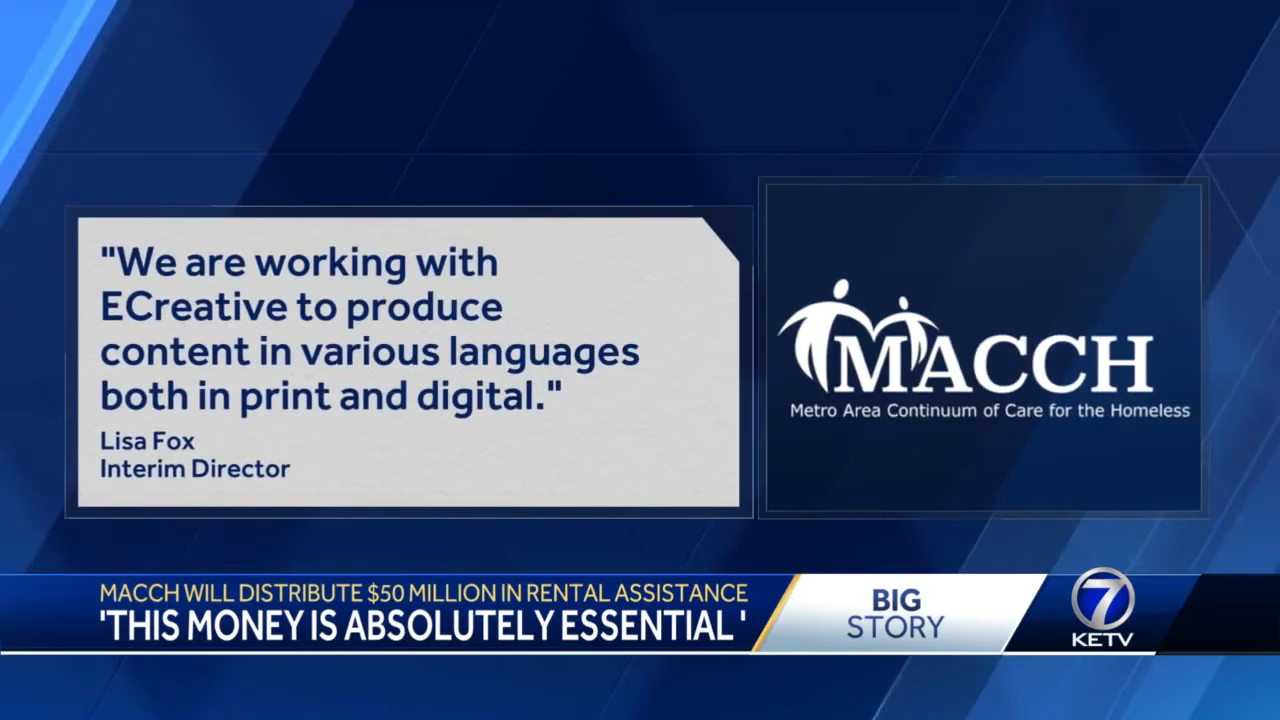 "We are working with
ECreative to produce
content in various languages
both in print and digital."
Lisa Fox
Interim Director
MACCH
Metro Area Continuum of Care for the Homeless
MACCH WILL DISTRIBUTE $50 MILLION IN RENTAL ASSISTANCE
'THIS MONEY IS ABSOLUTELY ESSENTIAL '
BIG
STORY
7
KETV